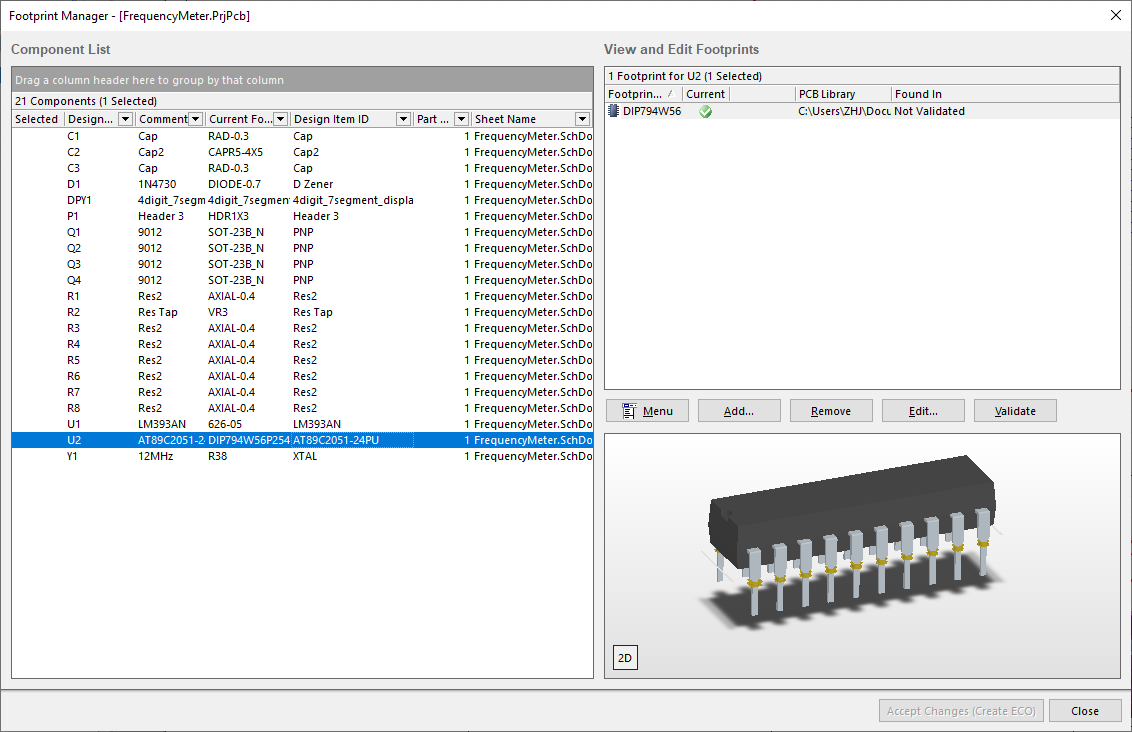 Footprint Manager - [FrequencyMeter.PrjPcb]
Component List
Drag a column header here to group by that column
21 Components (1 Selected)
Selected Design... Comment Current Fo... Design Item ID Part ... Sheet Name
C1 Cap RAD-0.3 Cap 1 FrequencyMeter.SchDo
C2 Cap2 CAPR5-4X5 Cap2 1 FrequencyMeter.SchDo
C3 Cap RAD-0.3 Cap 1 FrequencyMeter.SchDo
D1 1N4730 DIODE-0.7 D Zener 1 FrequencyMeter.SchDo
DPY1 4digit_7segm 4digit_7segment 4digit_7segment_displa 1 FrequencyMeter.SchDo
P1 Header 3 HDR1X3 Header 3 1 FrequencyMeter.SchDo
Q1 9012 SOT-23B_N PNP 1 FrequencyMeter.SchDo
Q2 9012 SOT-23B_N PNP 1 FrequencyMeter.SchDo
Q3 9012 SOT-23B_N PNP 1 FrequencyMeter.SchDo
Q4 9012 SOT-23B_N PNP 1 FrequencyMeter.SchDo
R1 Res2 AXIAL-0.4 Res2 1 FrequencyMeter.SchDo
R2 Res Tap VR3 Res Tap 1 FrequencyMeter.SchDo
R3 Res2 AXIAL-0.4 Res2 1 FrequencyMeter.SchDo
R4 Res2 AXIAL-0.4 Res2 1 FrequencyMeter.SchDo
R5 Res2 AXIAL-0.4 Res2 1 FrequencyMeter.SchDo
R6 Res2 AXIAL-0.4 Res2 1 FrequencyMeter.SchDo
R7 Res2 AXIAL-0.4 Res2 1 FrequencyMeter.SchDo
R8 Res2 AXIAL-0.4 Res2 1 FrequencyMeter.SchDo
U1 LM393AN 626-05 LM393AN 1 FrequencyMeter.SchDo
U2 AT89C2051-2 DIP794W56P254 AT89C2051-24PU 1 FrequencyMeter.SchDo
Y1 12MHz R38 XTAL 1 FrequencyMeter.SchDo
View and Edit Footprints
1 Footprint for U2 (1 Selected)
Footprin... Current PCB Library Found In
DIP794W56 C:\Users\ZHJ\Docu Not Validated
Menu Add... Remove Edit... Validate
2D
Accept Changes (Create ECO) Close